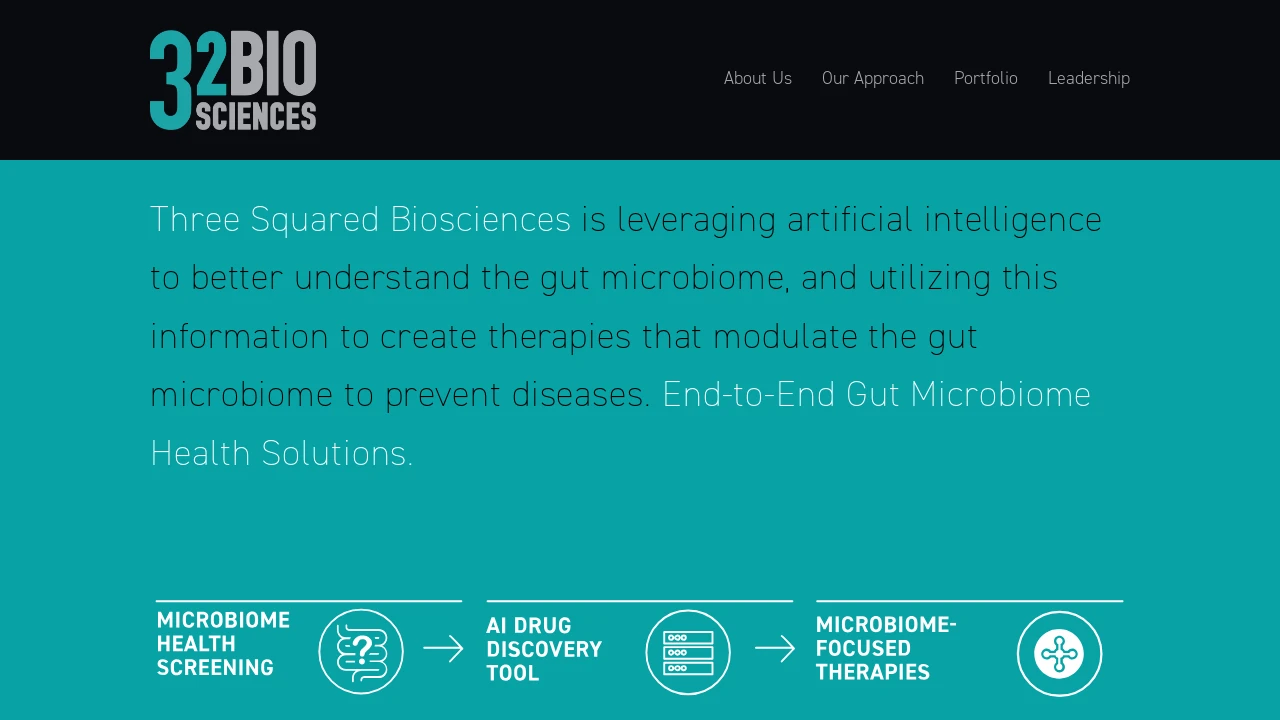 32BIO
SCIENCES
About Us Our Approach Portfolio Leadership
Three Squared Biosciences is leveraging artificial intelligence
to better understand the gut microbiome, and utilizing this
information to create therapies that modulate the gut
microbiome to prevent diseases. End-to-End Gut Microbiome
Health Solutions.
MICROBIOME
HEALTH
SCREENING
?
AI DRUG
DISCOVERY
TOOL
MICROBIOME-
FOCUSED
THERAPIES